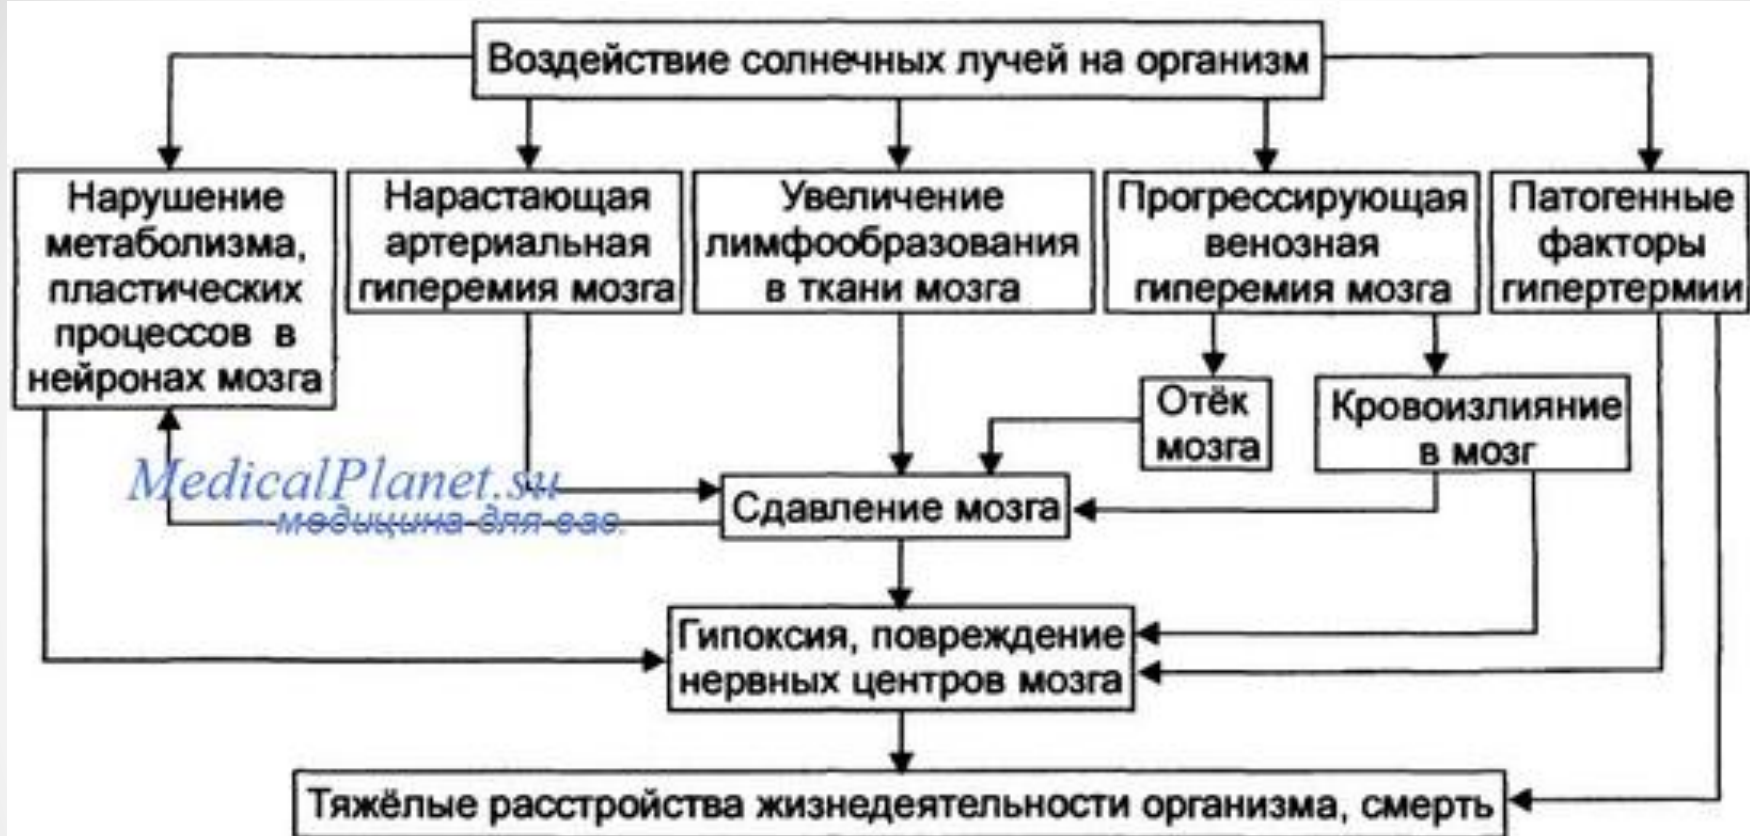 Воздействие солнечных лучей на организм
Нарушение
метаболизма,
пластических
процессов в
нейронах мозга
Нарастающая
артериальная
гиперемия мозга
Увеличение
лимфообразования
в ткани мозга
Прогрессирующая
венозная
гиперемия мозга
Патогенные
факторы
гипертермии
Отёк
мозга
Кровоизлияние
в мозг
MedicalPlanet.su
– медицина для вас.
Сдавление мозга
Гипоксия, повреждение
нервных центров мозга
Тяжёлые расстройства жизнедеятельности организма, смерть